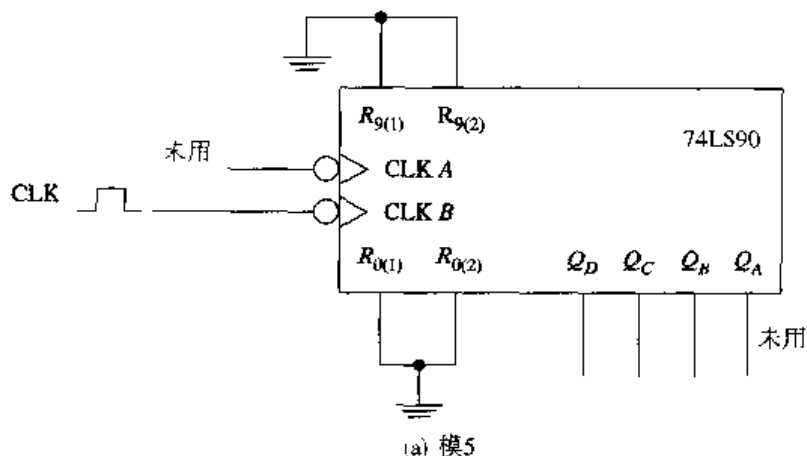 R9(1) R9(2)
74LS90
未用
CLK A
CLK
CLK B
R0(1) R0(2) QD QC QB QA
未用
(a) 模5